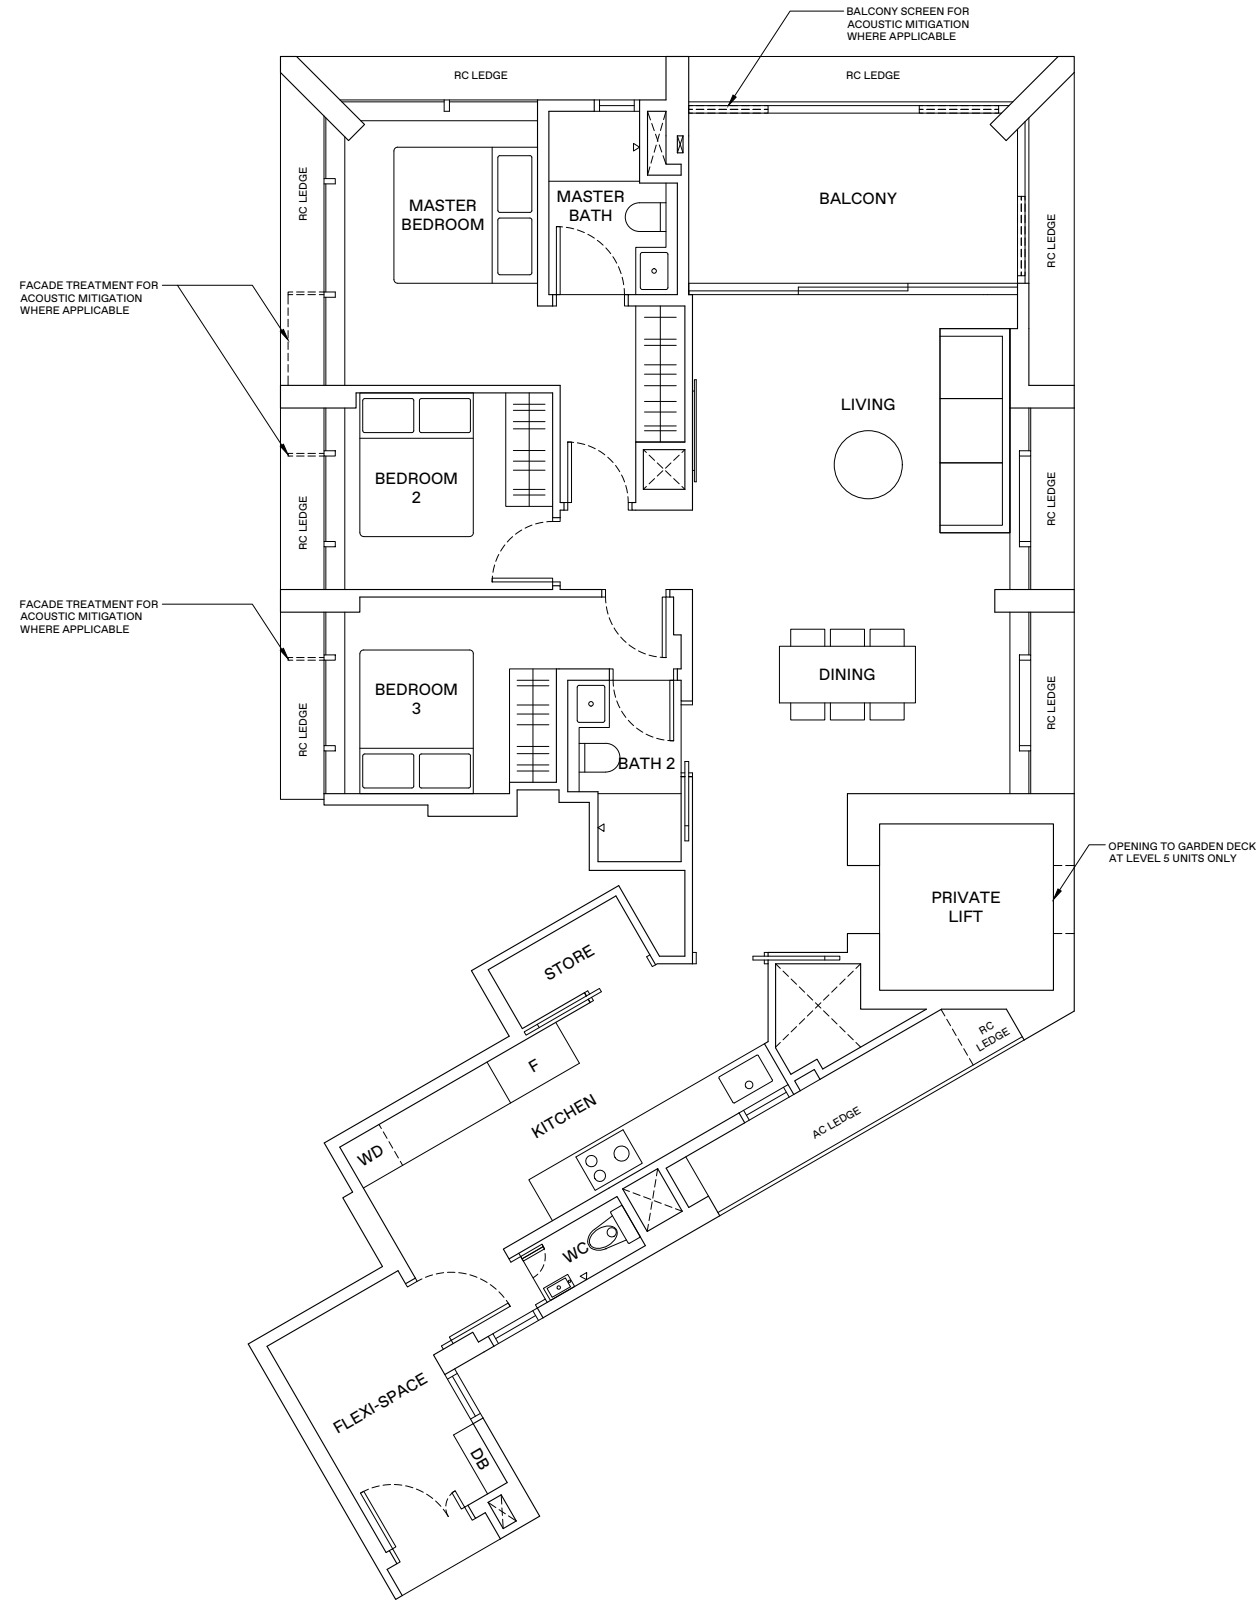 BALCONY SCREEN FOR
ACOUSTIC MITIGATION
WHERE APPLICABLE
RC LEDGE
RC LEDGE
RC LEDGE
MASTER
BEDROOM
MASTER
BATH
BALCONY
RC LEDGE
FACADE TREATMENT FOR
ACOUSTIC MITIGATION
WHERE APPLICABLE
LIVING
BEDROOM
2
RC LEDGE
RC LEDGE
FACADE TREATMENT FOR
ACOUSTIC MITIGATION
WHERE APPLICABLE
BEDROOM
3
DINING
RC LEDGE
RC LEDGE
BATH 2
OPENING TO GARDEN DECK
AT LEVEL 5 UNITS ONLY
PRIVATE
LIFT
STORE
RC
LEDGE
F
KITCHEN
AC LEDGE
WD
WC
FLEXI-SPACE
DB